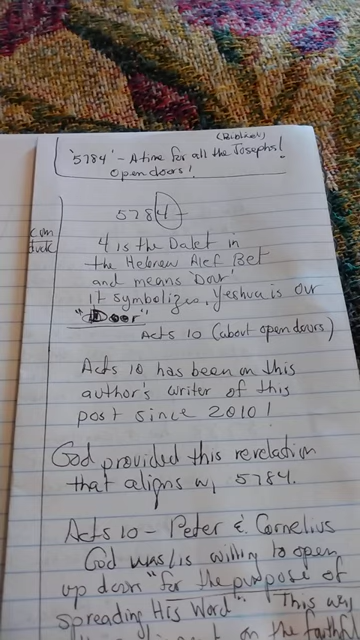 (Biblical)
'5784' - A time for all the Josephs!
open doors!
5784
4 is the Dalet in
the Hebrew Alef Bet
and means 'Door'
it symbolizes, Yeshua is our
"Door"
Acts 10 (about open doors)
Acts 10 has been on this
author's writer of this
post since 2010!
God provided this revelation
that aligns w/ 5784.
Acts 10 - Peter & Cornelius
God was/is willing to open
up doors "for the purpose of
spreading His Word" This was
on the faithf